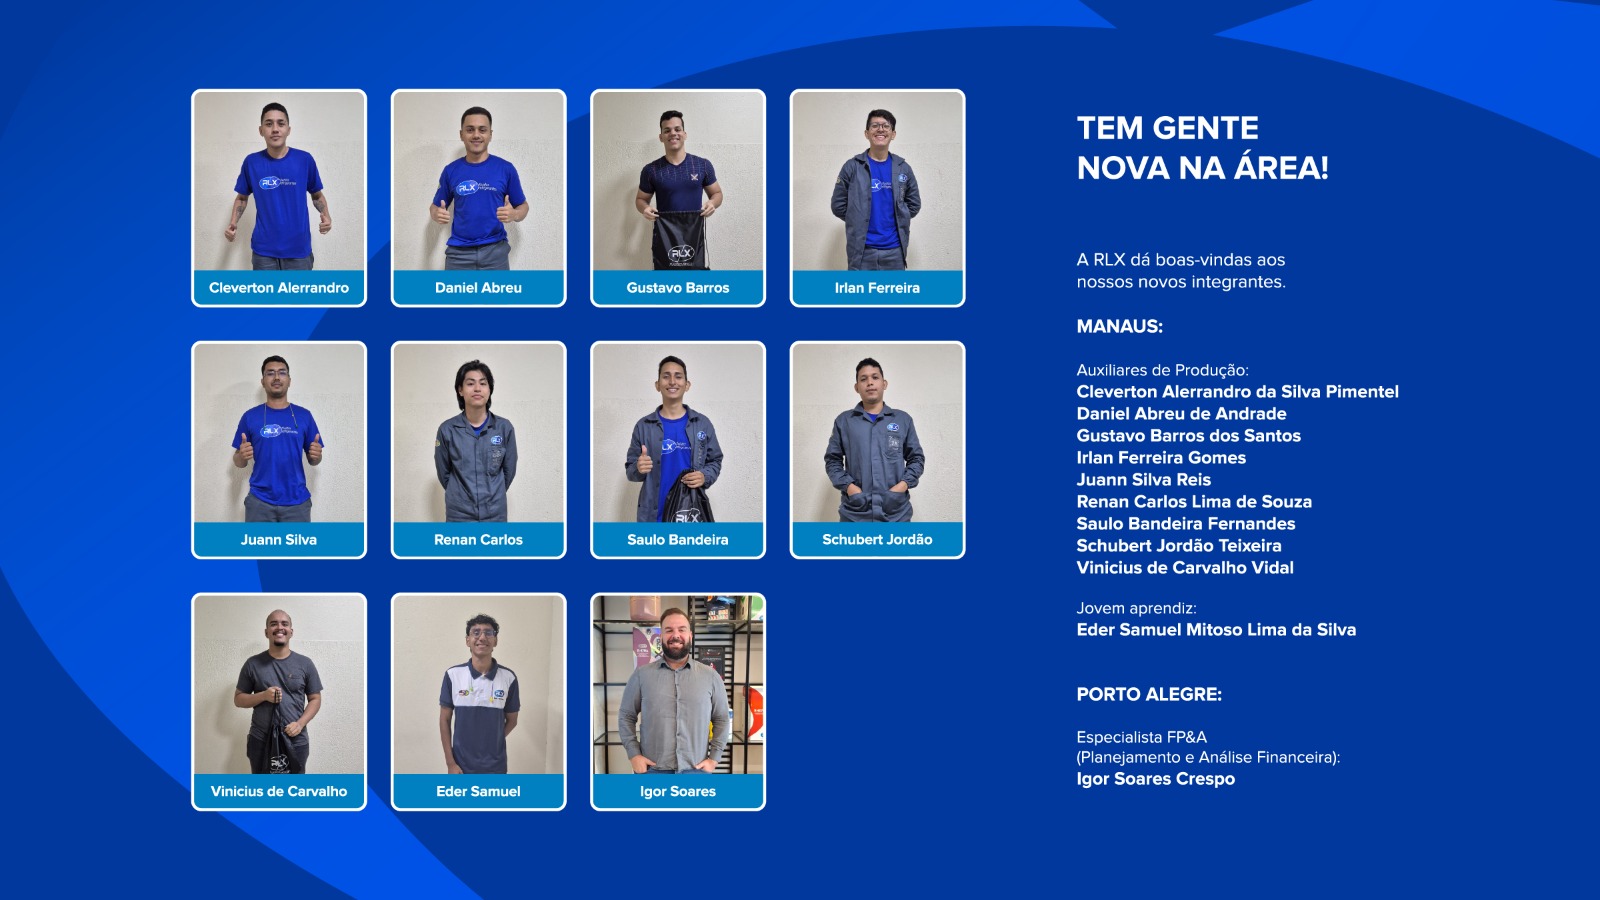 Cleverton Alerrandro
Daniel Abreu
Gustavo Barros
Irlan Ferreira
Juann Silva
Renan Carlos
Saulo Bandeira
Schubert Jordão
Vinicius de Carvalho
Eder Samuel
Igor Soares
TEM GENTE
NOVA NA ÁREA!
A RLX dá boas-vindas aos
nossos novos integrantes.
MANAUS:
Auxiliares de Produção:
Cleverton Alerrandro da Silva Pimentel
Daniel Abreu de Andrade
Gustavo Barros dos Santos
Irlan Ferreira Gomes
Juann Silva Reis
Renan Carlos Lima de Souza
Saulo Bandeira Fernandes
Schubert Jordão Teixeira
Vinicius de Carvalho Vidal
Jovem aprendiz:
Eder Samuel Mitoso Lima da Silva
PORTO ALEGRE:
Especialista FP&A
(Planejamento e Análise Financeira):
Igor Soares Crespo